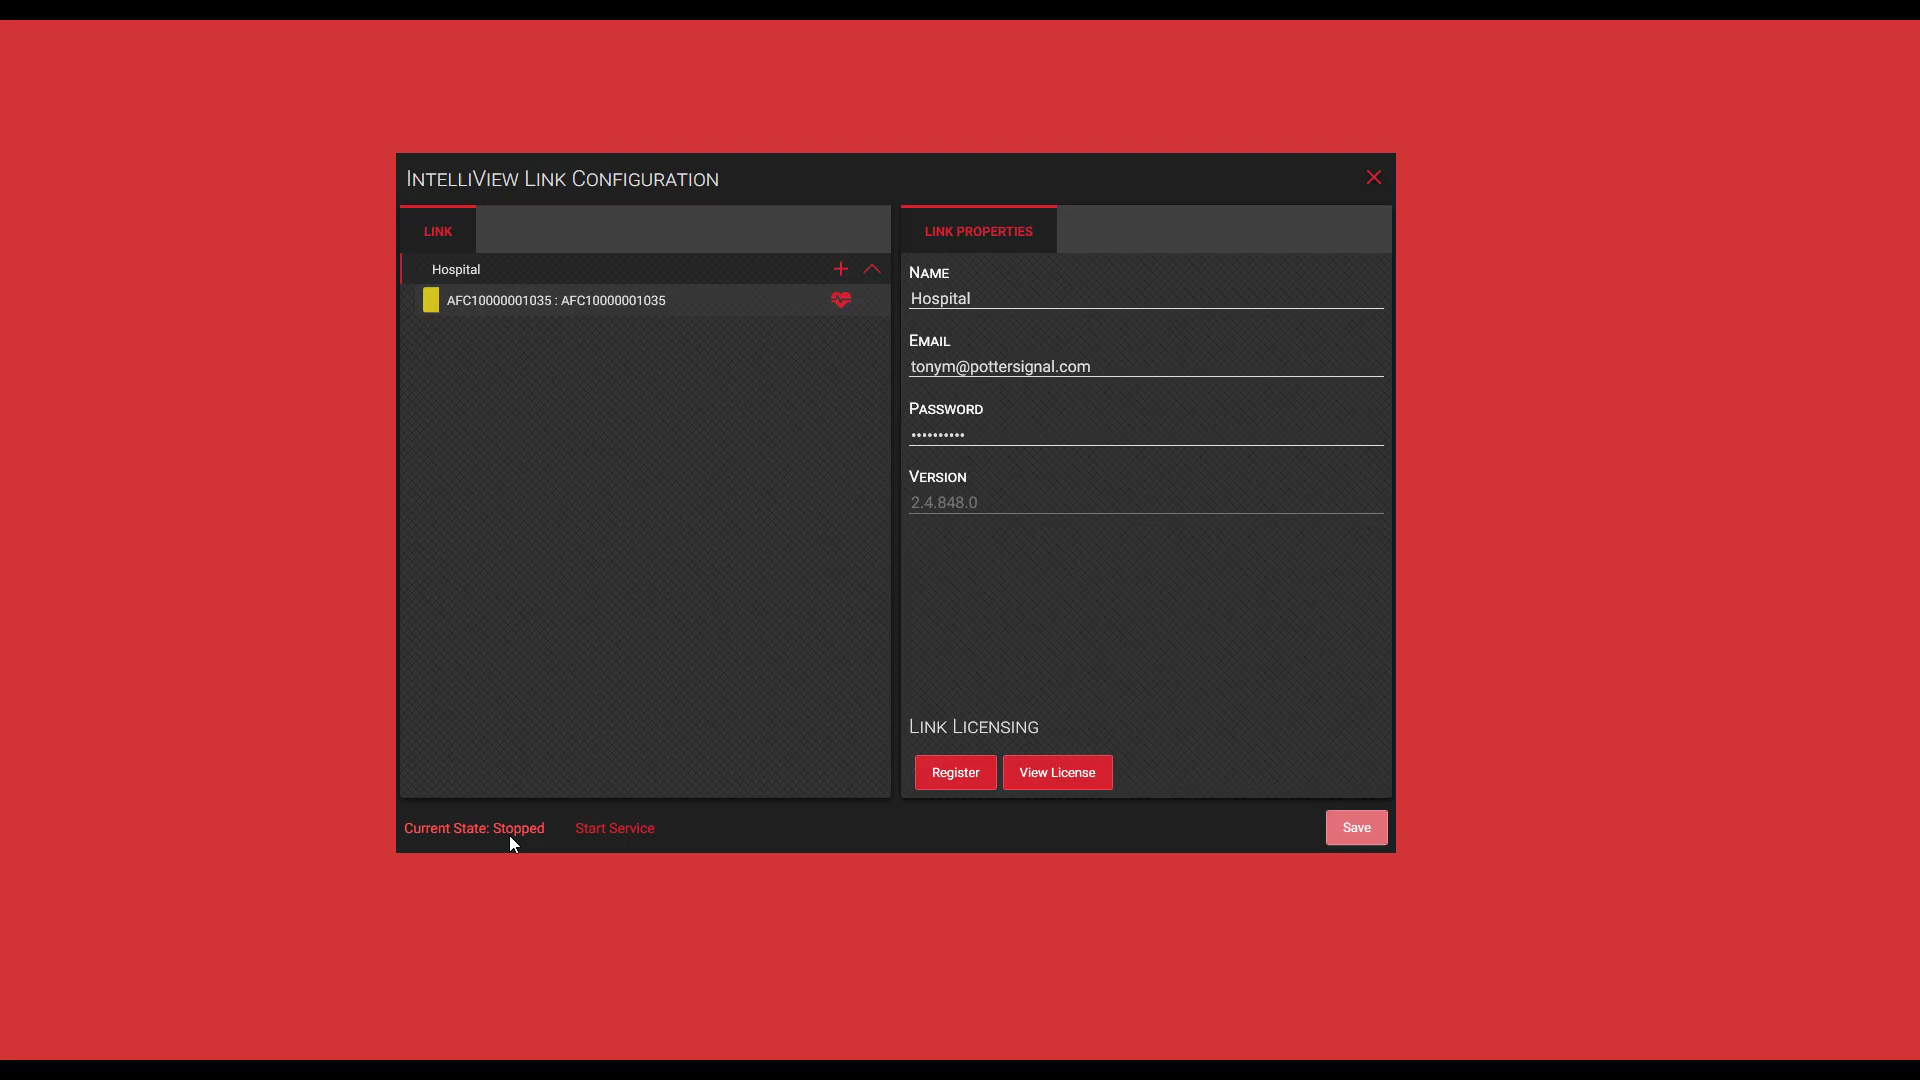 INTELLIVIEW LINK CONFIGURATION
LINK
Hospital
AFC10000001035 : AFC10000001035
LINK PROPERTIES
NAME
Hospital
EMAIL
tonym@pottersignal.com
PASSWORD
••••••••••
VERSION
2.4.848.0
LINK LICENSING
Register
View License
Current State: Stopped
Start Service
Save